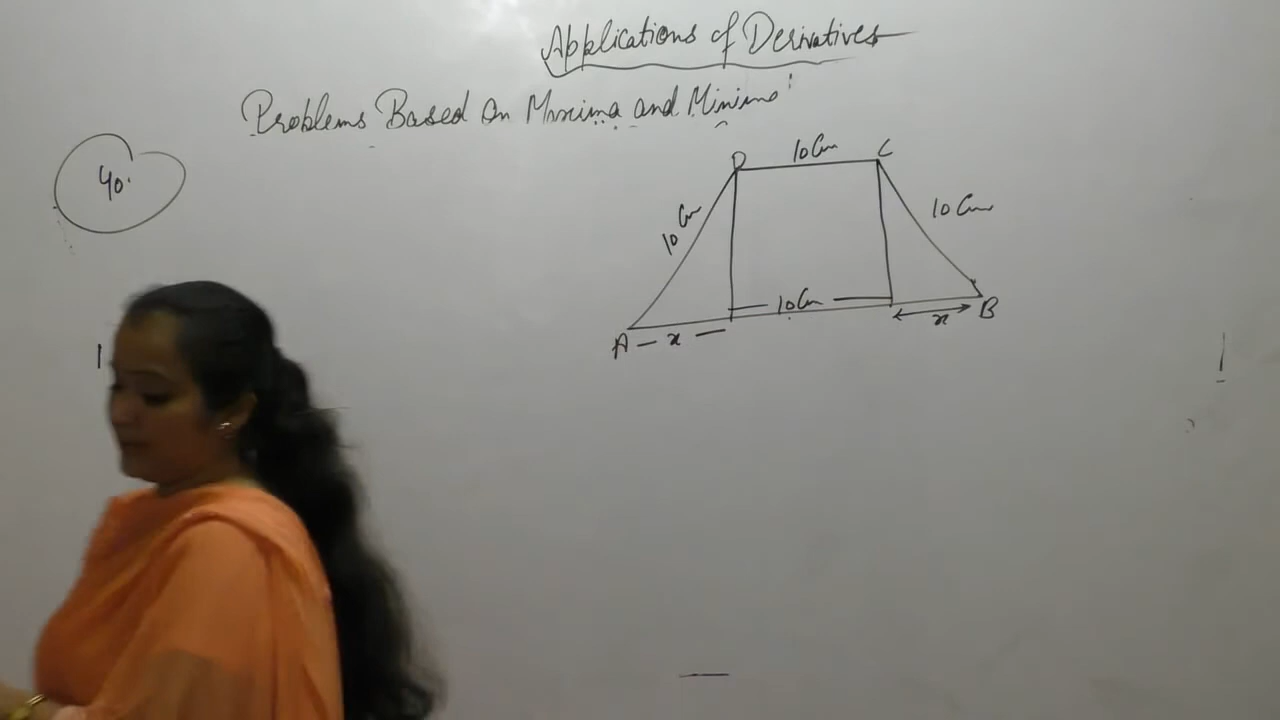 Applications of Derivatives
Problems Based On Maxima and Minima
40.
D 10 Cm C
10 Cm
10 Cm
10 Cm
A x
x B